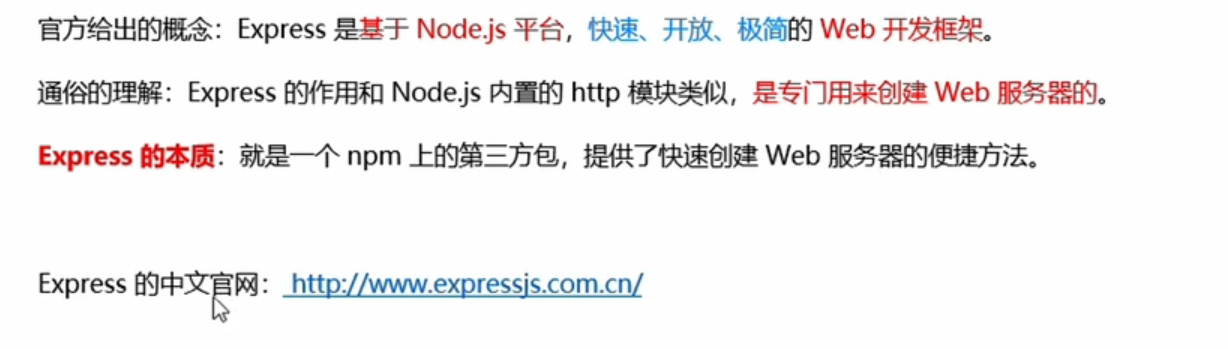 官方给出的概念：Express 是基于 Node.js 平台，快速、开放、极简的 Web 开发框架。
通俗的理解：Express 的作用和 Node.js 内置的 http 模块类似，是专门用来创建 Web 服务器的。
Express 的本质：就是一个 npm 上的第三方包，提供了快速创建 Web 服务器的便捷方法。
Express 的中文官网： http://www.expressjs.com.cn/